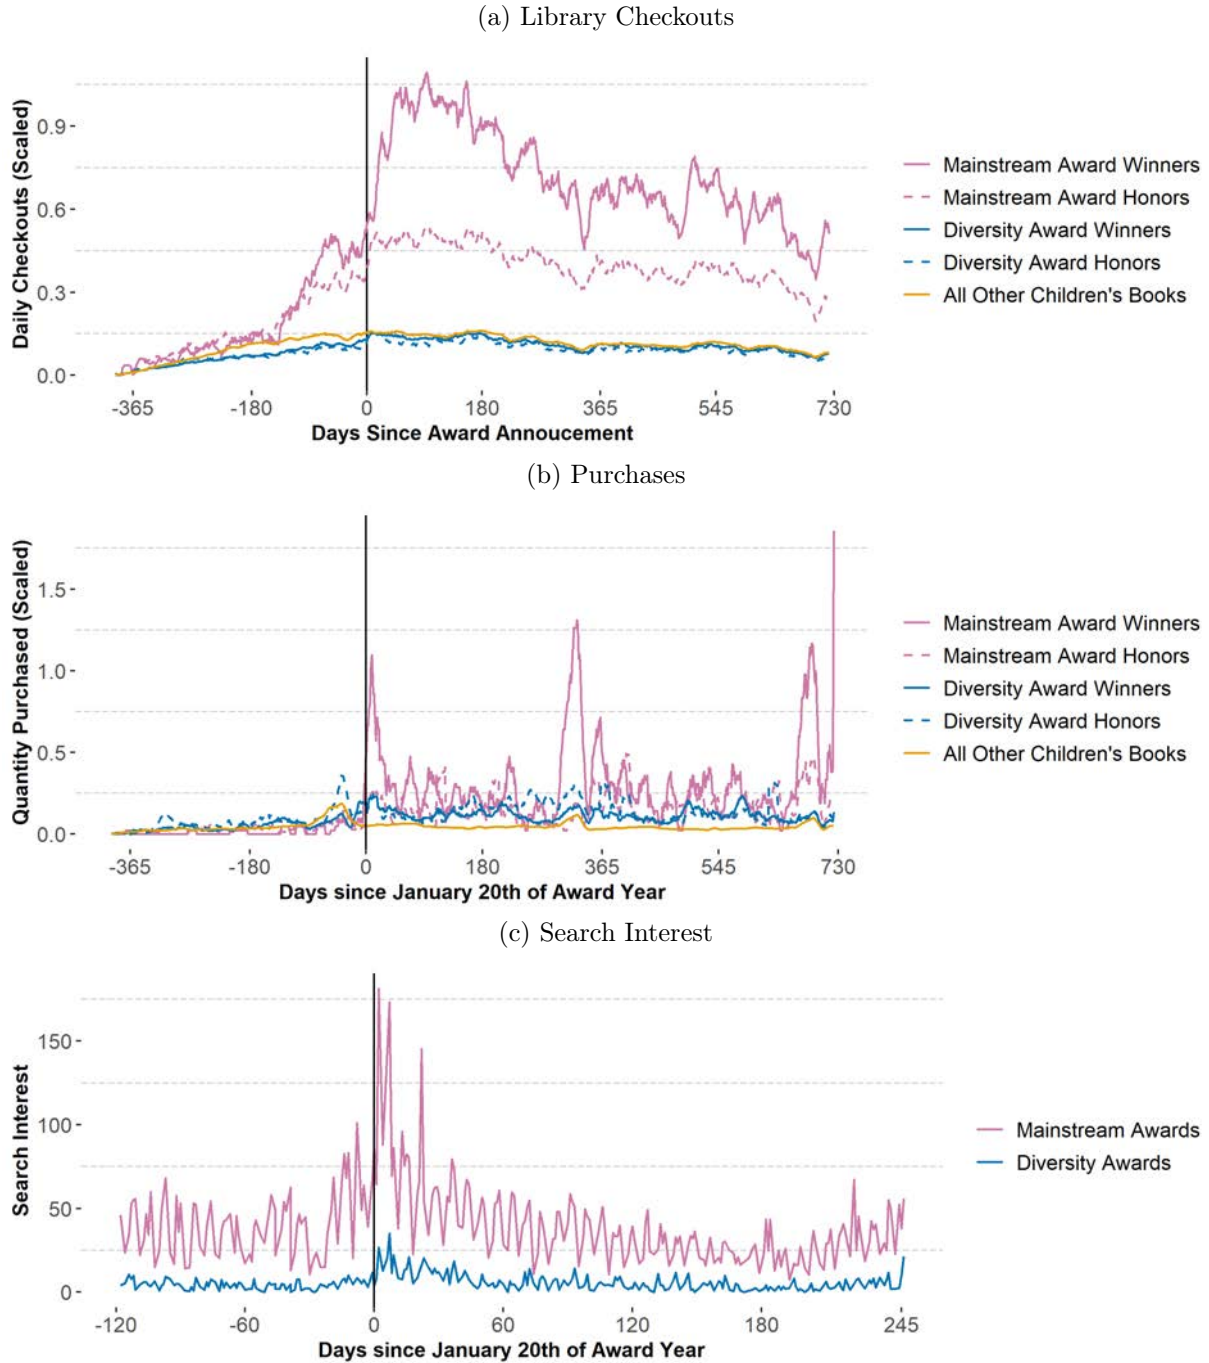 (a) Library Checkouts
Daily Checkouts (Scaled)
0.9
0.6
0.3
0.0
-365 -180 0 180 365 545 730
Days Since Award Annoucement
Mainstream Award Winners
Mainstream Award Honors
Diversity Award Winners
Diversity Award Honors
All Other Children's Books
(b) Purchases
Quantity Purchased (Scaled)
1.5
1.0
0.5
0.0
-365 -180 0 180 365 545 730
Days since January 20th of Award Year
Mainstream Award Winners
Mainstream Award Honors
Diversity Award Winners
Diversity Award Honors
All Other Children's Books
(c) Search Interest
Search Interest
150
100
50
0
-120 -60 0 60 120 180 245
Days since January 20th of Award Year
Mainstream Awards
Diversity Awards